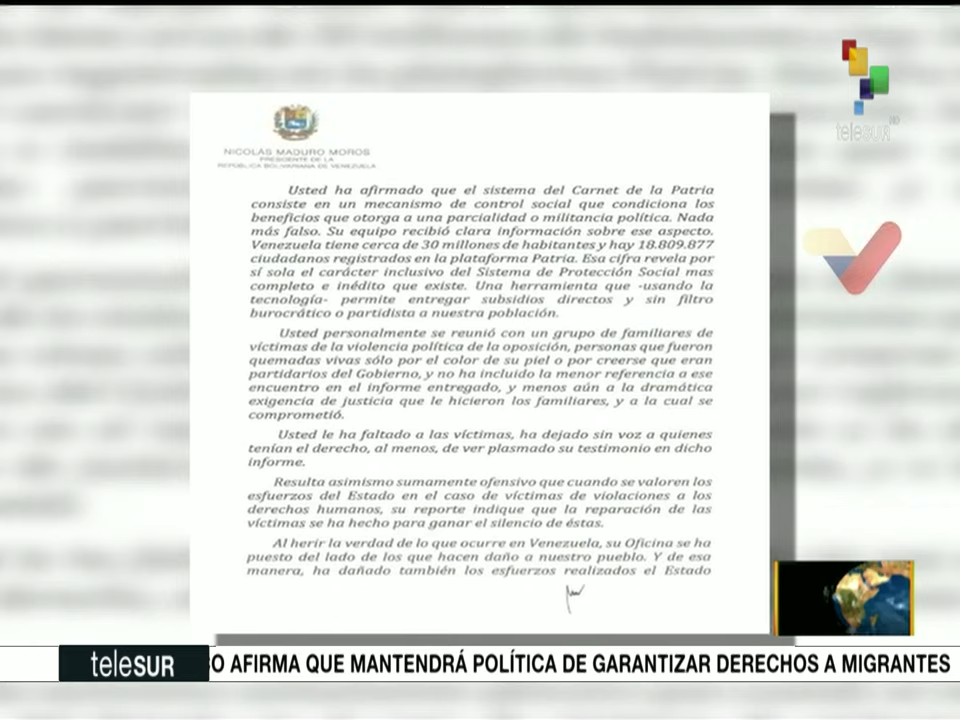 teleSUR
HD
NICOLÁS MADURO MOROS
PRESIDENTE DE LA
REPÚBLICA BOLIVARIANA DE VENEZUELA
Usted ha afirmado que el sistema del Carnet de la Patria
consiste en un mecanismo de control social que condiciona los
beneficios que otorga a una parcialidad o militancia política. Nada
más falso. Su equipo recibió clara información sobre ese aspecto.
Venezuela tiene cerca de 30 millones de habitantes y hay 18.809.877
ciudadanos registrados en la plataforma Patria. Esa cifra revela por
sí sola el carácter inclusivo del Sistema de Protección Social mas
completo e inédito que existe. Una herramienta que -usando la
tecnología- permite entregar subsidios directos y sin filtro
burocrático o partidista a nuestra población.
Usted personalmente se reunió con un grupo de familiares de
víctimas de la violencia política de la oposición, personas que fueron
quemadas vivas sólo por el color de su piel o por creerse que eran
partidarios del Gobierno, y no ha incluido la menor referencia a ese
encuentro en el informe entregado, y menos aún a la dramática
exigencia de justicia que le hicieron los familiares, y a la cual se
comprometió.
Usted le ha faltado a las víctimas, ha dejado sin voz a quienes
tenían el derecho, al menos, de ver plasmado su testimonio en dicho
informe.
Resulta asimismo sumamente ofensivo que cuando se valoren los
esfuerzos del Estado en el caso de víctimas de violaciones a los
derechos humanos, su reporte indique que la reparación de las
víctimas se ha hecho para ganar el silencio de éstas.
Al herir la verdad de lo que ocurre en Venezuela, su Oficina se ha
puesto del lado de los que hacen daño a nuestro pueblo. Y de esa
manera, ha dañado también los esfuerzos realizados el Estado
teleSUR
O AFIRMA QUE MANTENDRÁ POLÍTICA DE GARANTIZAR DERECHOS A MIGRANTES